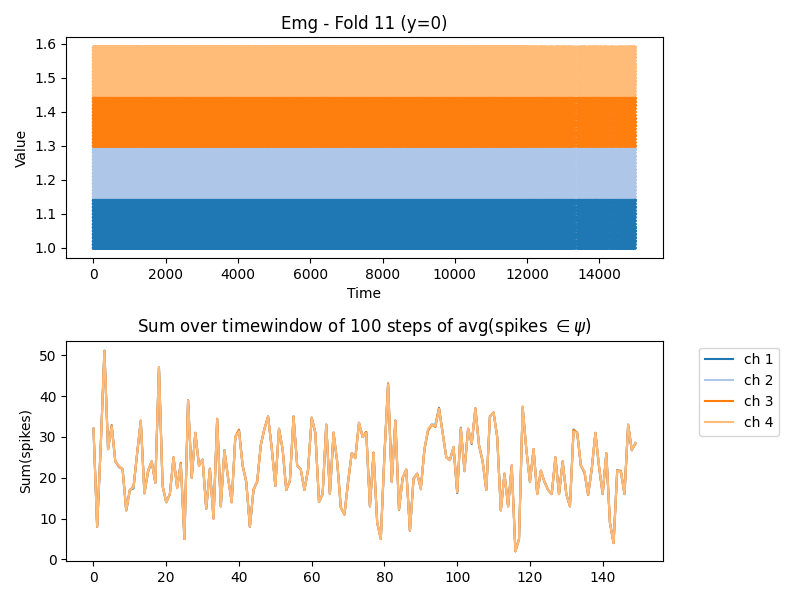 Emg - Fold 11 (y=0)
Value
1.6
1.5
1.4
1.3
1.2
1.1
1.0
0 2000 4000 6000 8000 10000 12000 14000
Time
Sum over timewindow of 100 steps of avg(spikes ∈ ψ)
Sum(spikes)
50
40
30
20
10
0
0 20 40 60 80 100 120 140
ch 1
ch 2
ch 3
ch 4